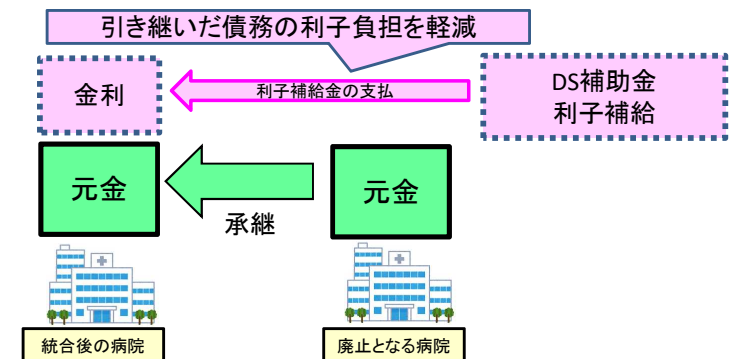 引き継いだ債務の利子負担を軽減
金利
利子補給金の支払
DS補助金
利子補給
元金
承継
元金
統合後の病院
廃止となる病院